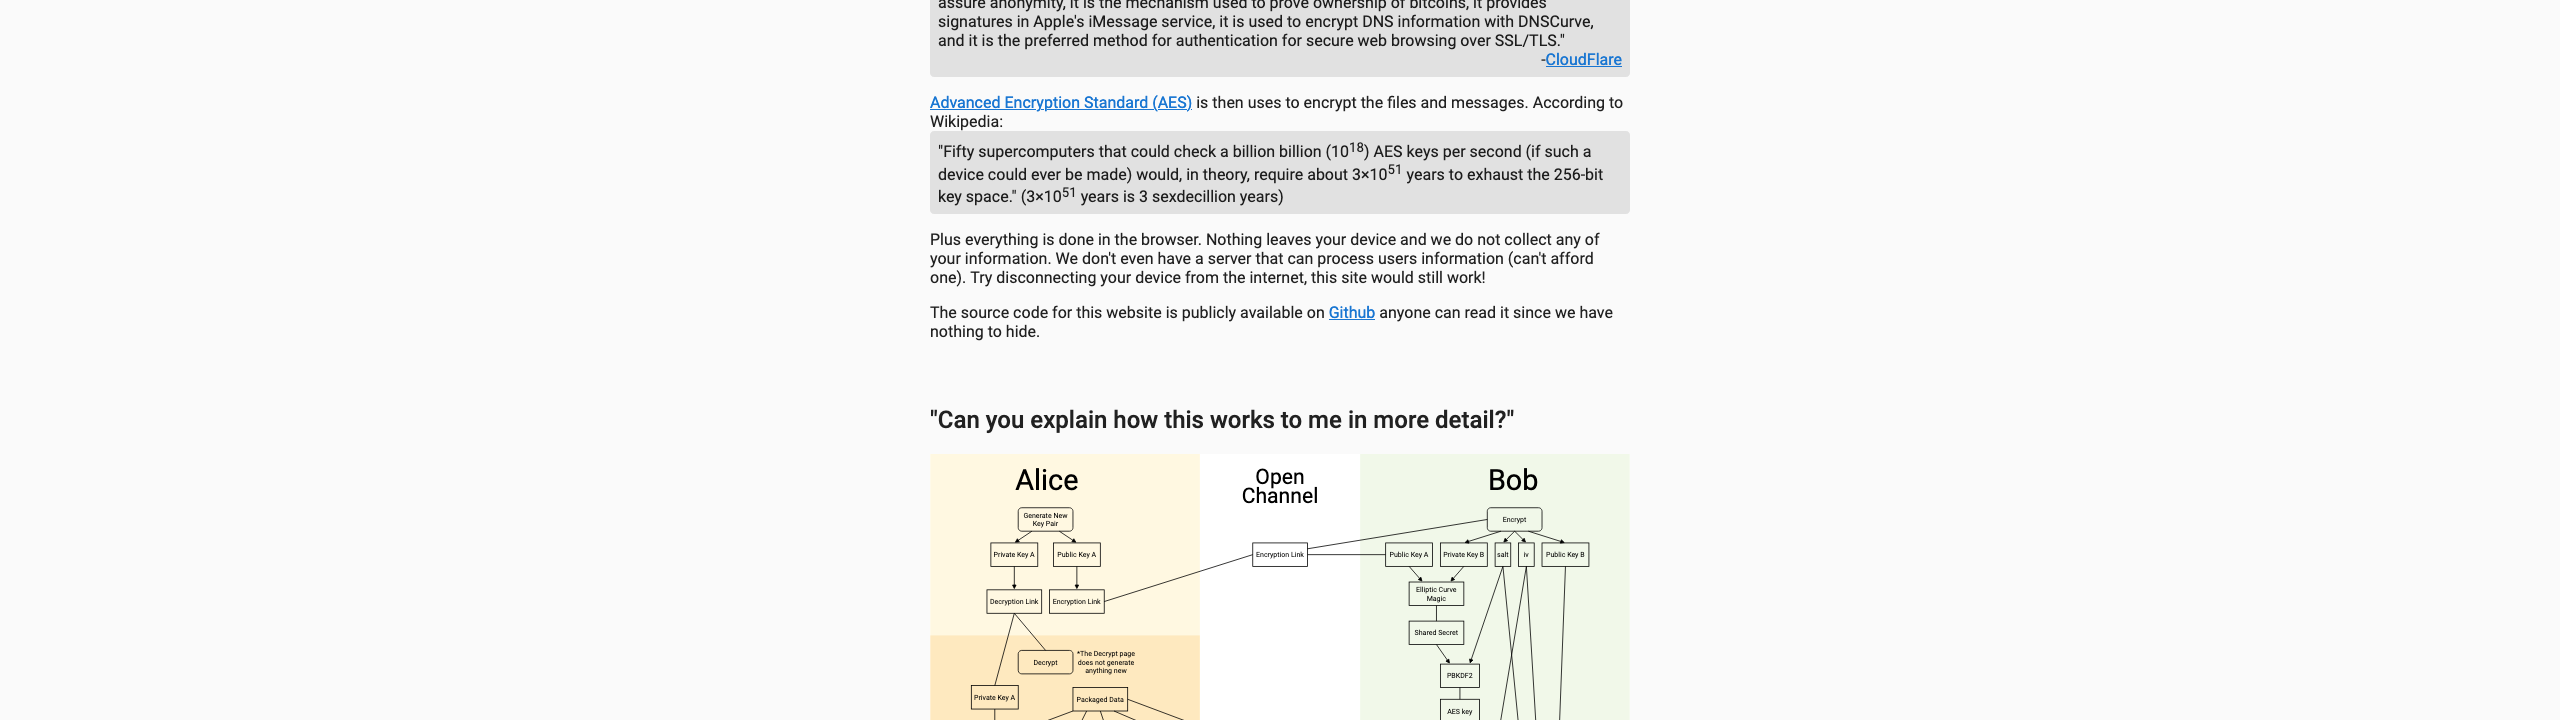 assure anonymity, it is the mechanism used to prove ownership of bitcoins, it provides
signatures in Apple's iMessage service, it is used to encrypt DNS information with DNSCurve,
and it is the preferred method for authentication for secure web browsing over SSL/TLS."
-CloudFlare
Advanced Encryption Standard (AES) is then uses to encrypt the files and messages. According to
Wikipedia:
"Fifty supercomputers that could check a billion billion (10^18) AES keys per second (if such a
device could ever be made) would, in theory, require about 3×10^51 years to exhaust the 256-bit
key space." (3×10^51 years is 3 sexdecillion years)
Plus everything is done in the browser. Nothing leaves your device and we do not collect any of
your information. We don't even have a server that can process users information (can't afford
one). Try disconnecting your device from the internet, this site would still work!
The source code for this website is publicly available on Github anyone can read it since we have
nothing to hide.
"Can you explain how this works to me in more detail?"
Alice
Open
Channel
Bob
Generate New
Key Pair
Encrypt
Private Key A
Public Key A
Encryption Link
Public Key A
Private Key B
salt
iv
Public Key B
Decryption Link
Encryption Link
Elliptic Curve
Magic
Shared Secret
Decrypt
*The Decrypt page
does not generate
anything new
PBKDF2
Private Key A
Packaged Data
AES key